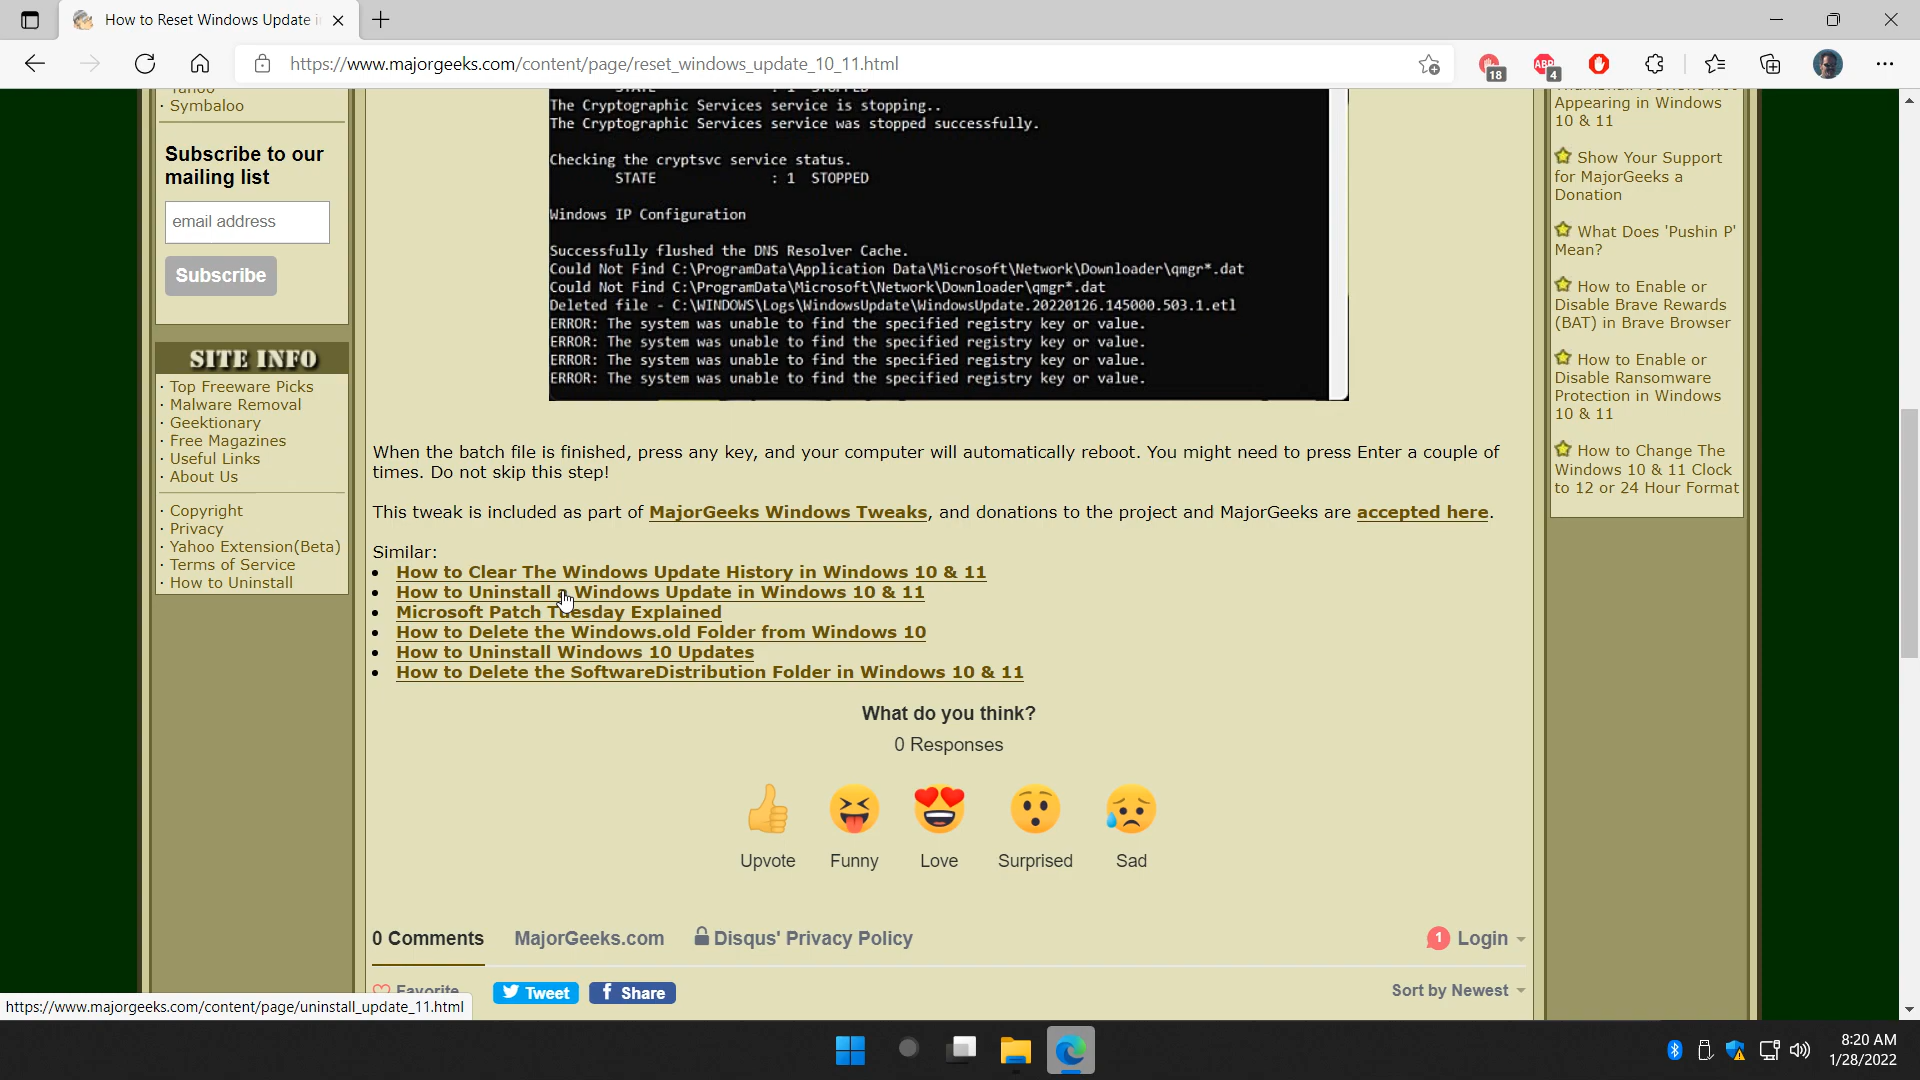 How to Reset Windows Update i
https://www.majorgeeks.com/content/page/reset_windows_update_10_11.html
18
ABP
4
Yahoo
· Symbaloo
Subscribe to our
mailing list
email address
Subscribe
SITE INFO
· Top Freeware Picks
· Malware Removal
· Geektionary
· Free Magazines
· Useful Links
· About Us
· Copyright
· Privacy
· Yahoo Extension(Beta)
· Terms of Service
· How to Uninstall
STATE : 1 STOPPED
The Cryptographic Services service is stopping..
The Cryptographic Services service was stopped successfully.
Checking the cryptsvc service status.
STATE : 1 STOPPED
Windows IP Configuration
Successfully flushed the DNS Resolver Cache.
Could Not Find C:\ProgramData\Application Data\Microsoft\Network\Downloader\qmgr*.dat
Could Not Find C:\ProgramData\Microsoft\Network\Downloader\qmgr*.dat
Deleted file - C:\WINDOWS\Logs\WindowsUpdate\WindowsUpdate.20220126.145000.503.1.etl
ERROR: The system was unable to find the specified registry key or value.
ERROR: The system was unable to find the specified registry key or value.
ERROR: The system was unable to find the specified registry key or value.
ERROR: The system was unable to find the specified registry key or value.
When the batch file is finished, press any key, and your computer will automatically reboot. You might need to press Enter a couple of
times. Do not skip this step!
This tweak is included as part of MajorGeeks Windows Tweaks, and donations to the project and MajorGeeks are accepted here.
Similar:
• How to Clear The Windows Update History in Windows 10 & 11
• How to Uninstall a Windows Update in Windows 10 & 11
• Microsoft Patch Tuesday Explained
• How to Delete the Windows.old Folder from Windows 10
• How to Uninstall Windows 10 Updates
• How to Delete the SoftwareDistribution Folder in Windows 10 & 11
What do you think?
0 Responses
Upvote
Funny
Love
Surprised
Sad
0 Comments
MajorGeeks.com
Disqus' Privacy Policy
1
Login
Favorite
Tweet
f Share
Sort by Newest
Appearing in Windows
10 & 11
Show Your Support
for MajorGeeks a
Donation
What Does 'Pushin P'
Mean?
How to Enable or
Disable Brave Rewards
(BAT) in Brave Browser
How to Enable or
Disable Ransomware
Protection in Windows
10 & 11
How to Change The
Windows 10 & 11 Clock
to 12 or 24 Hour Format
https://www.majorgeeks.com/content/page/uninstall_update_11.html
8:20 AM
1/28/2022